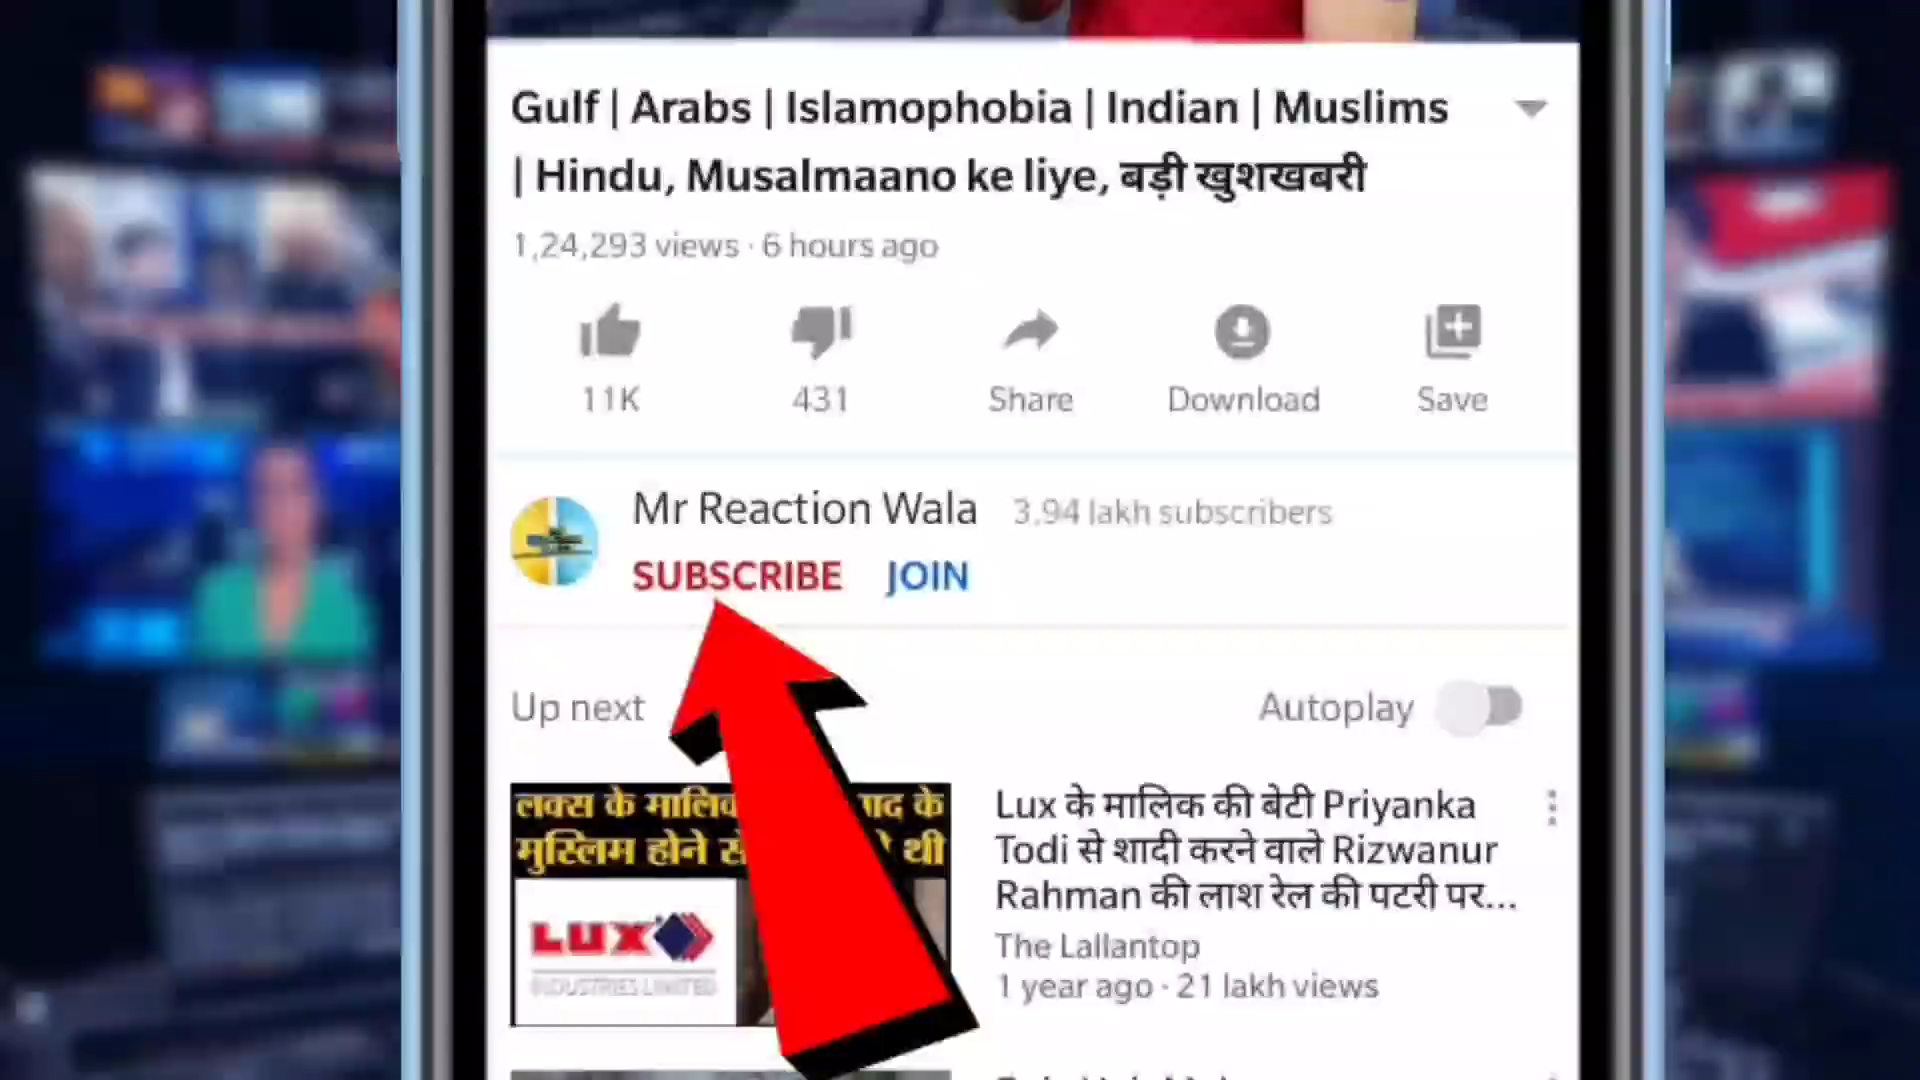 Gulf | Arabs | Islamophobia | Indian | Muslims
| Hindu, Musalmaano ke liye, बड़ी खुशखबरी
1,24,293 views · 6 hours ago
11K
431
Share
Download
Save
Mr Reaction Wala
3.94 lakh subscribers
SUBSCRIBE
JOIN
Up next
Autoplay
लक्स के के
मुस्लिम होने थी
LUX
INDUSTRIES LIMITED
Lux के मालिक की बेटी Priyanka
Todi से शादी करने वाले Rizwanur
Rahman की लाश रेल की पटरी पर...
The Lallantop
1 year ago · 21 lakh views